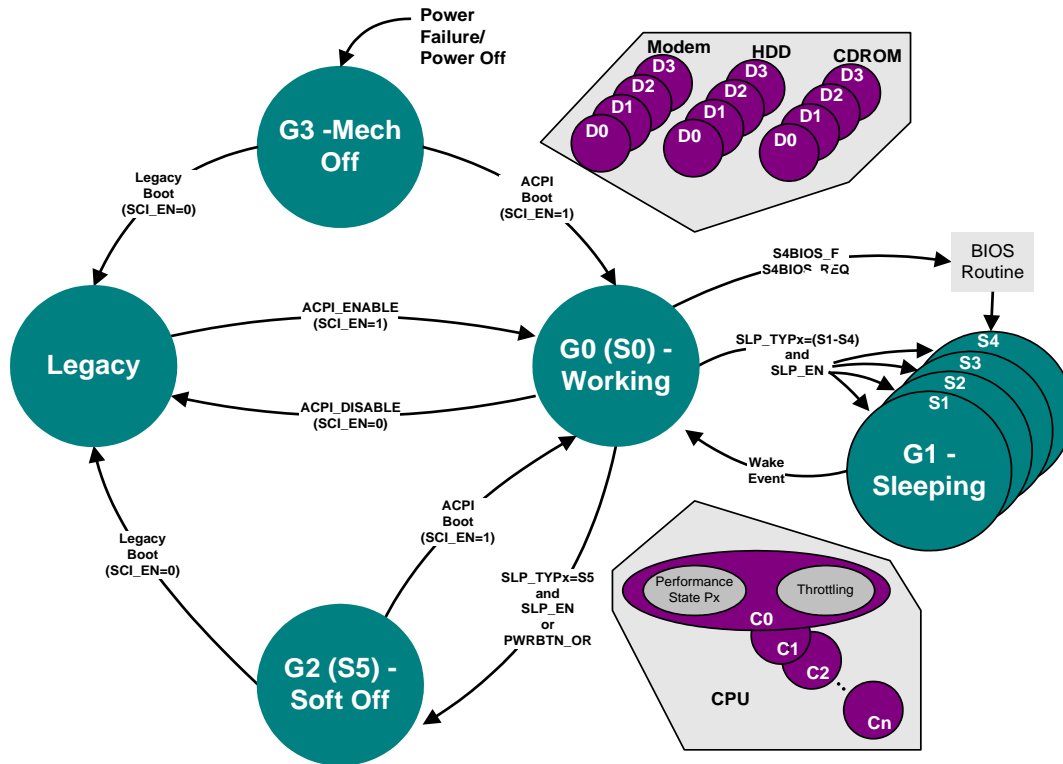 Power
Failure/
Power Off
Modem
HDD
CDROM
D3
D2
D1
D0
D3
D2
D1
D0
D3
D2
D1
D0
G3 -Mech
Off
Legacy
Boot
(SCI_EN=0)
ACPI
Boot
(SCI_EN=1)
S4BIOS_F
S4BIOS_REQ
BIOS
Routine
ACPI_ENABLE
(SCI_EN=1)
Legacy
G0 (S0) -
Working
SLP_TYPx=(S1-S4)
and
SLP_EN
S4
S3
S2
S1
G1 -
Sleeping
ACPI_DISABLE
(SCI_EN=0)
Wake
Event
Legacy
Boot
(SCI_EN=0)
ACPI
Boot
(SCI_EN=1)
SLP_TYPx=S5
and
SLP_EN
or
PWRBTN_OR
G2 (S5) -
Soft Off
Performance
State Px
Throttling
C0
C1
C2
Cn
CPU